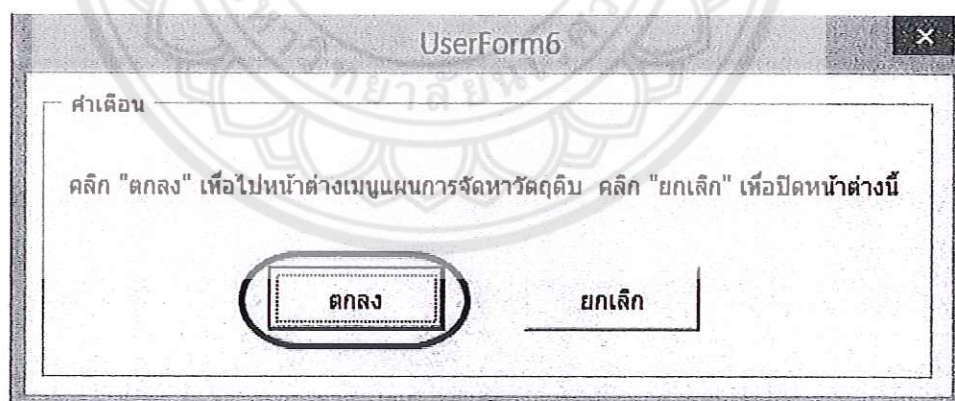 UserForm6
คำเตือน
คลิก "ตกลง" เพื่อไปหน้าต่างเมนูแผนการจัดหาวัตถุดิบ คลิก "ยกเลิก" เพื่อปิดหน้าต่างนี้
ตกลง
ยกเลิก